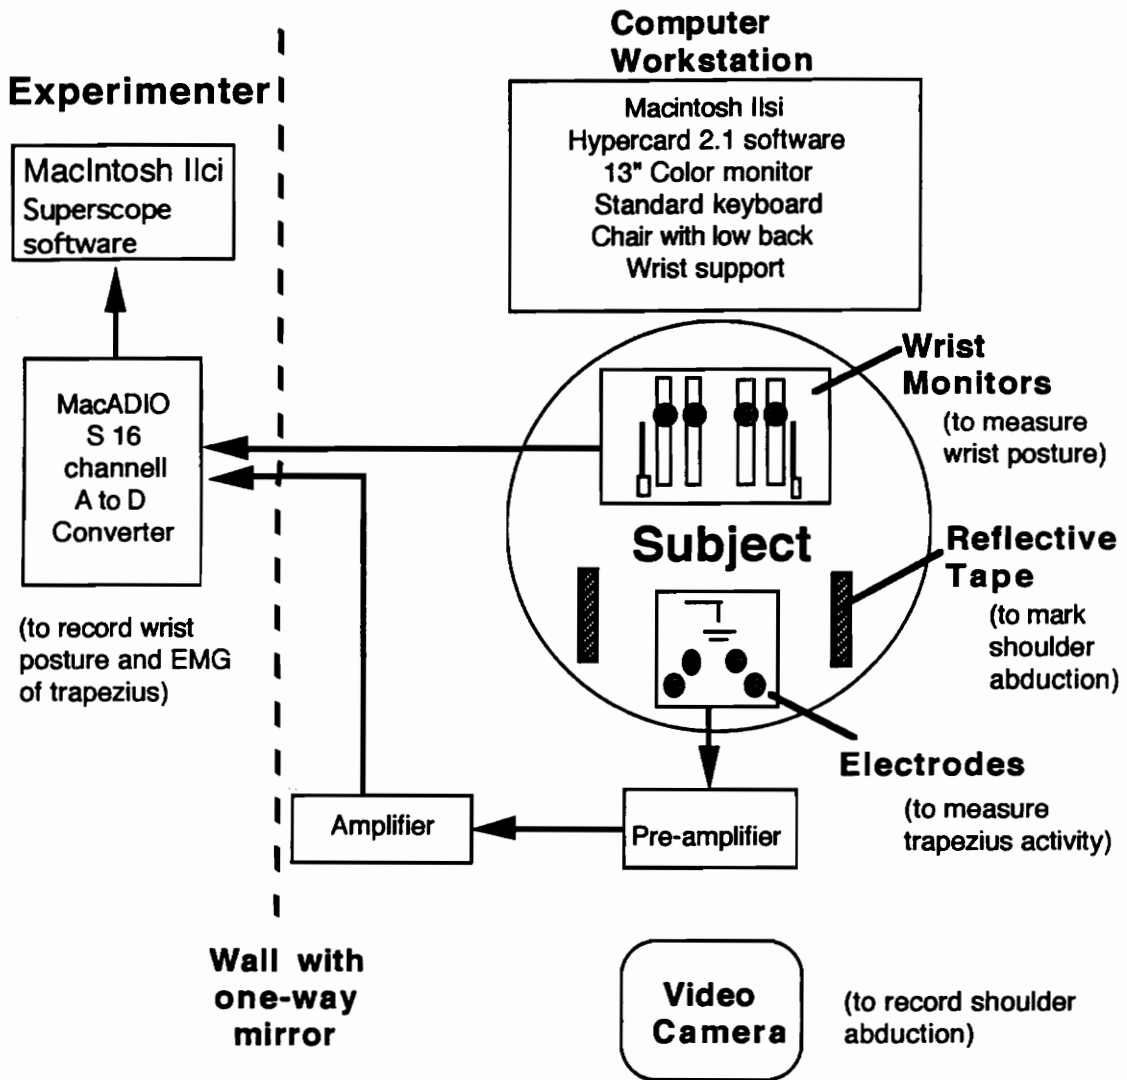 Experimenter
MacIntosh IIci
Superscope
software
MacADIO
S 16
channell
A to D
Converter
(to record wrist
posture and EMG
of trapezius)
Computer
Workstation
Macintosh IIsi
Hypercard 2.1 software
13" Color monitor
Standard keyboard
Chair with low back
Wrist support
Wrist
Monitors
(to measure
wrist posture)
Subject
Reflective
Tape
(to mark
shoulder
abduction)
Electrodes
(to measure
trapezius activity)
Amplifier
Pre-amplifier
Wall with
one-way
mirror
Video
Camera
(to record shoulder
abduction)